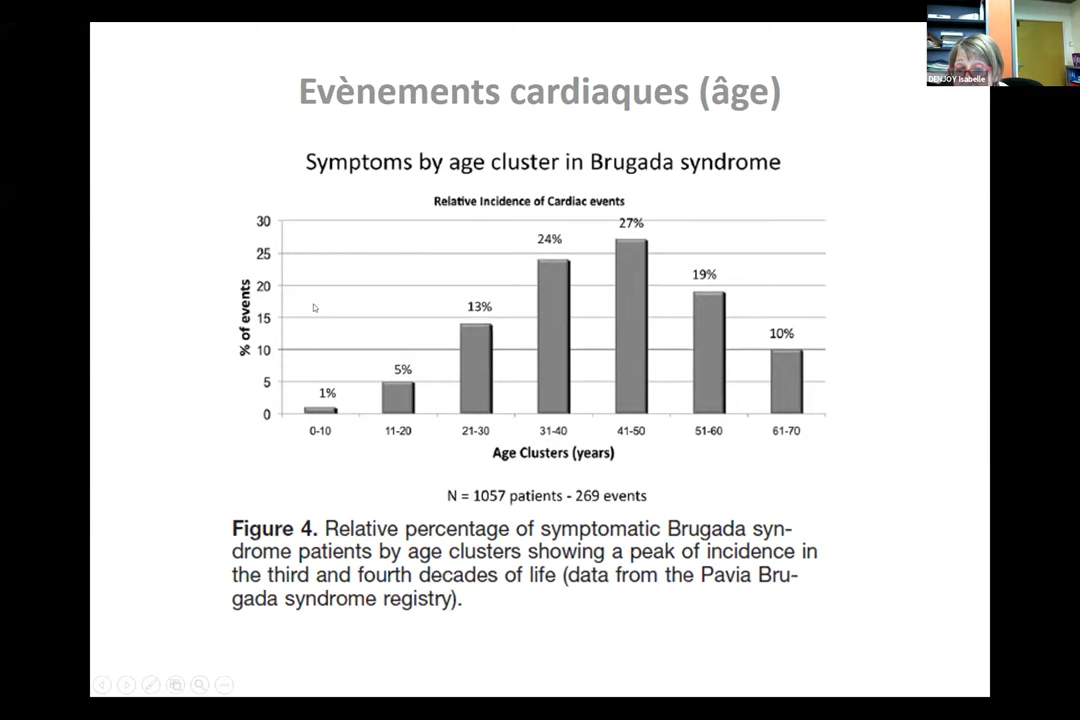 DENJOY Isabelle
Evènements cardiaques (âge)
Symptoms by age cluster in Brugada syndrome
Relative Incidence of Cardiac events
% of events
30
25
20
15
10
5
0
1%
5%
13%
24%
27%
19%
10%
0-10
11-20
21-30
31-40
41-50
51-60
61-70
Age Clusters (years)
N = 1057 patients - 269 events
Figure 4. Relative percentage of symptomatic Brugada syn-
drome patients by age clusters showing a peak of incidence in
the third and fourth decades of life (data from the Pavia Bru-
gada syndrome registry).